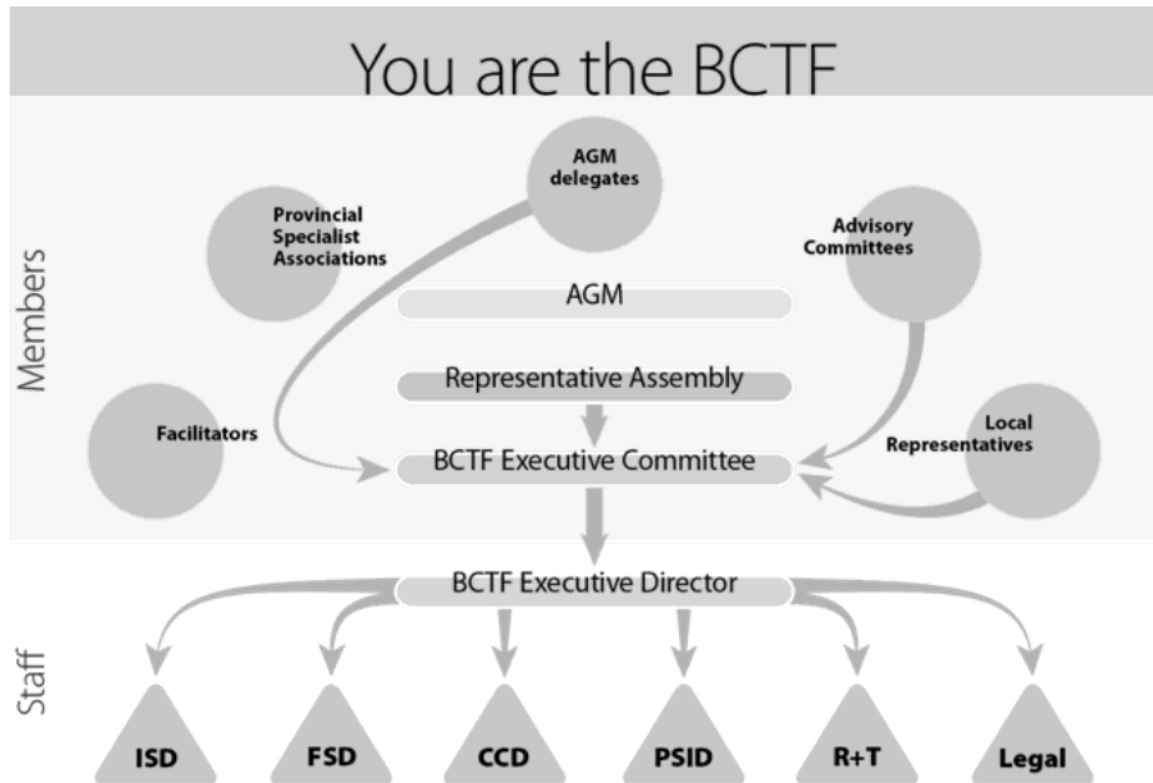 You are the BCTF
Members
AGM
delegates
Provincial
Specialist
Associations
Advisory
Committees
AGM
Representative Assembly
Facilitators
Local
Representatives
BCTF Executive Committee
Staff
BCTF Executive Director
ISD
FSD
CCD
PSID
R+T
Legal